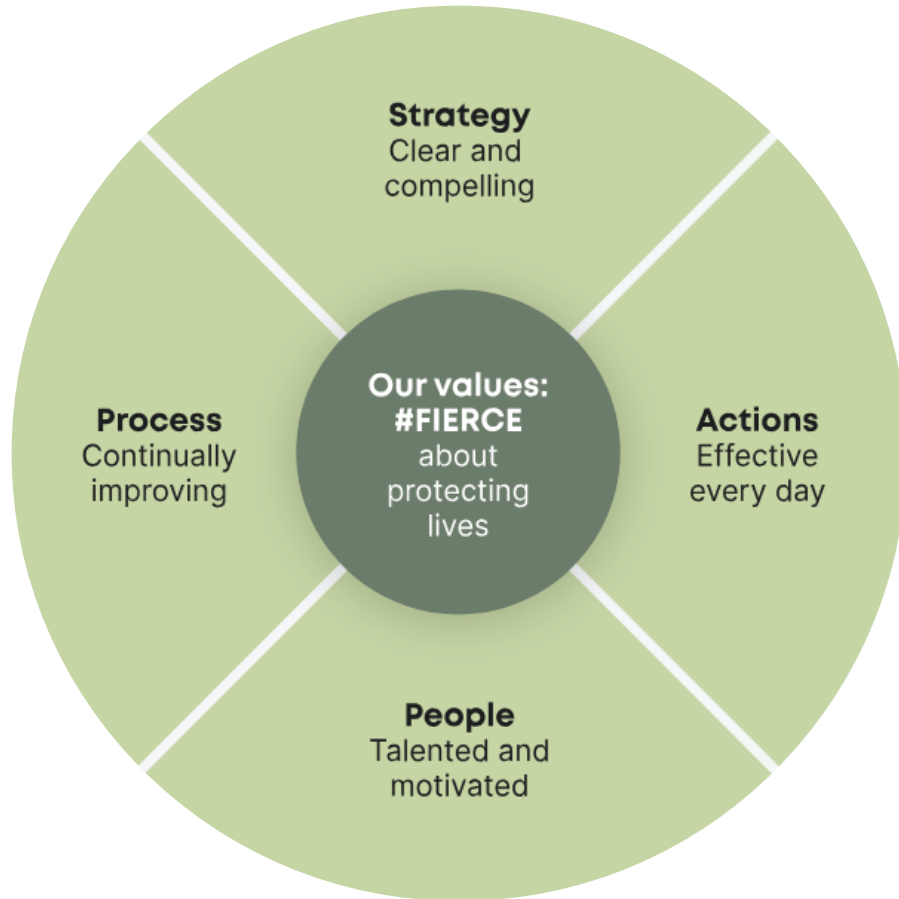 Strategy
Clear and
compelling
Process
Continually
improving
Our values:
#FIERCE
about
protecting
lives
Actions
Effective
every day
People
Talented and
motivated